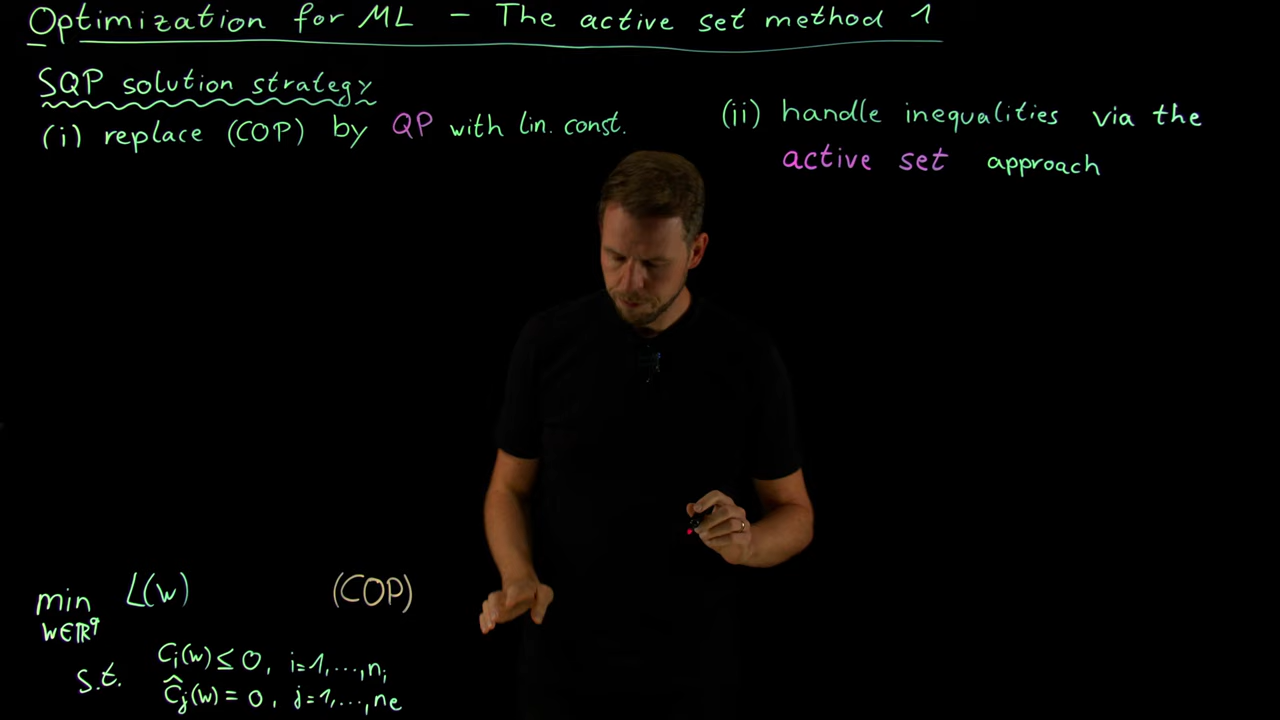 Optimization for ML – The active set method 1
SQP solution strategy
(i) replace (COP) by QP with lin. const.
(ii) handle inequalities via the
active set approach
min L(w) (COP)
w∈ℝ^q
s.t. C_i(w) ≤ 0, i=1,...,n_i
Ĉ_j(w) = 0, j=1,...,n_e